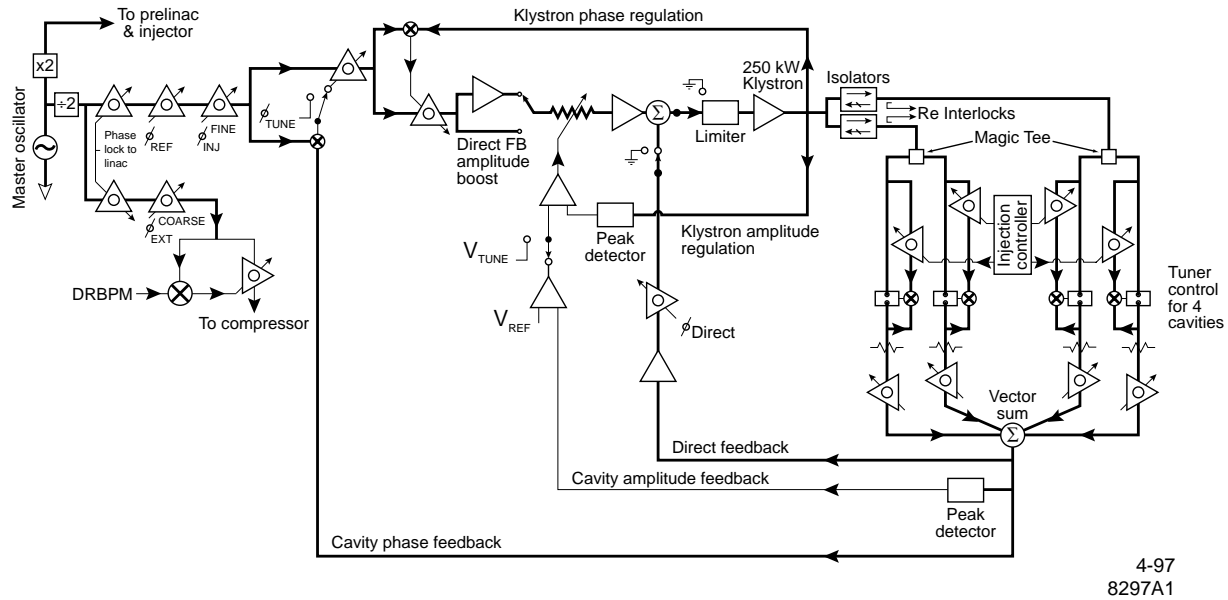 To prelinac
& injector
x2
÷2
Master oscillator
Phase
lock to
linac
ϕ
REF
FINE
ϕ
INJ
ϕ
TUNE
COARSE
ϕ
EXT
DRBPM
To compressor
Klystron phase regulation
Direct FB
amplitude
boost
Σ
Limiter
250 kW
Klystron
Isolators
Re Interlocks
Magic Tee
Peak
detector
Klystron amplitude
regulation
V TUNE
V REF
ϕ Direct
Injection
controller
Tuner
control
for 4
cavities
Vector
sum
Σ
Direct feedback
Cavity amplitude feedback
Peak
detector
Cavity phase feedback
4-97
8297A1